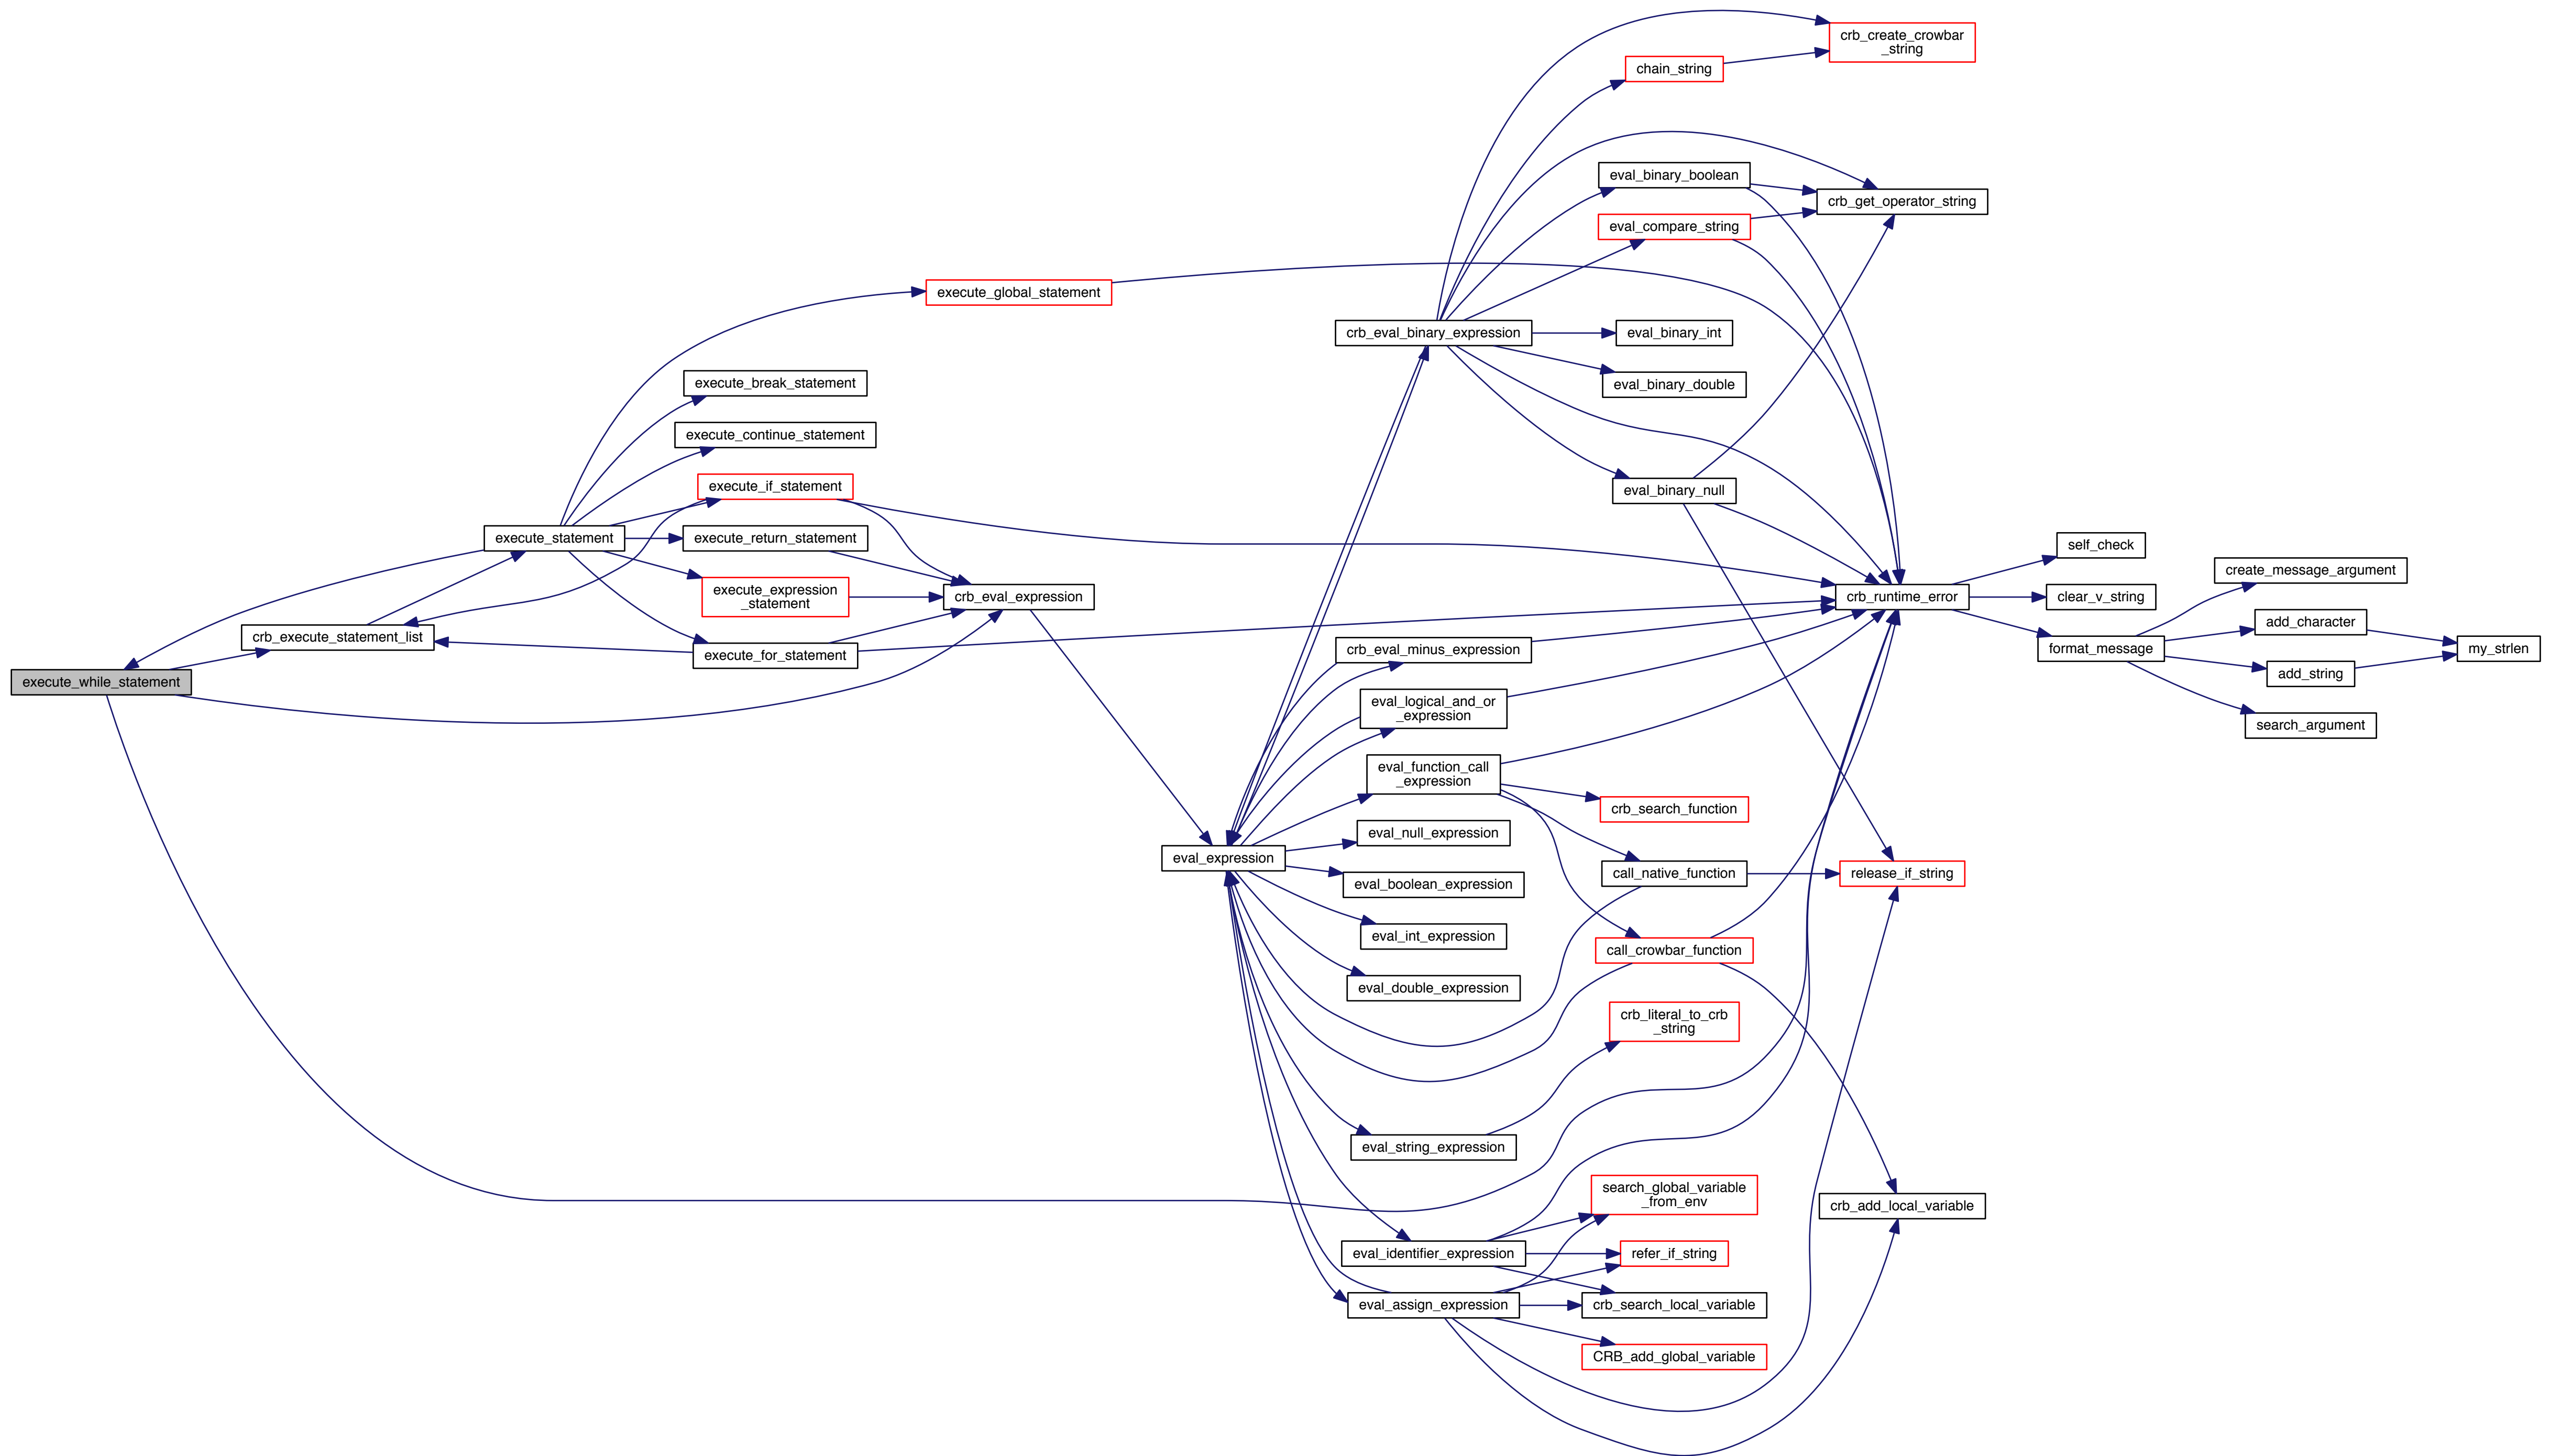 execute_while_statement
crb_execute_statement_list
execute_statement
execute_global_statement
execute_break_statement
execute_continue_statement
execute_if_statement
execute_return_statement
execute_expression
_statement
execute_for_statement
crb_eval_expression
eval_expression
crb_eval_binary_expression
crb_eval_minus_expression
eval_logical_and_or
_expression
eval_function_call
_expression
eval_null_expression
eval_boolean_expression
eval_int_expression
eval_double_expression
eval_string_expression
eval_identifier_expression
eval_assign_expression
chain_string
eval_binary_boolean
eval_compare_string
eval_binary_int
eval_binary_double
eval_binary_null
crb_search_function
call_native_function
call_crowbar_function
crb_literal_to_crb
_string
search_global_variable
_from_env
refer_if_string
crb_search_local_variable
CRB_add_global_variable
crb_create_crowbar
_string
crb_get_operator_string
crb_runtime_error
release_if_string
crb_add_local_variable
self_check
clear_v_string
format_message
create_message_argument
add_character
add_string
search_argument
my_strlen